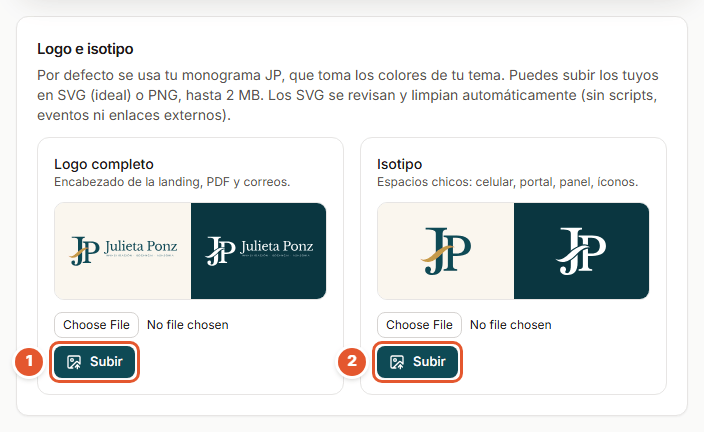 Logo e isotipo
Por defecto se usa tu monograma JP, que toma los colores de tu tema. Puedes subir los tuyos
en SVG (ideal) o PNG, hasta 2 MB. Los SVG se revisan y limpian automáticamente (sin scripts,
eventos ni enlaces externos).
Logo completo
Encabezado de la landing, PDF y correos.
JP Julieta Ponz
JP Julieta Ponz
Choose File No file chosen
1 Subir
Isotipo
Espacios chicos: celular, portal, panel, íconos.
JP
JP
Choose File No file chosen
2 Subir